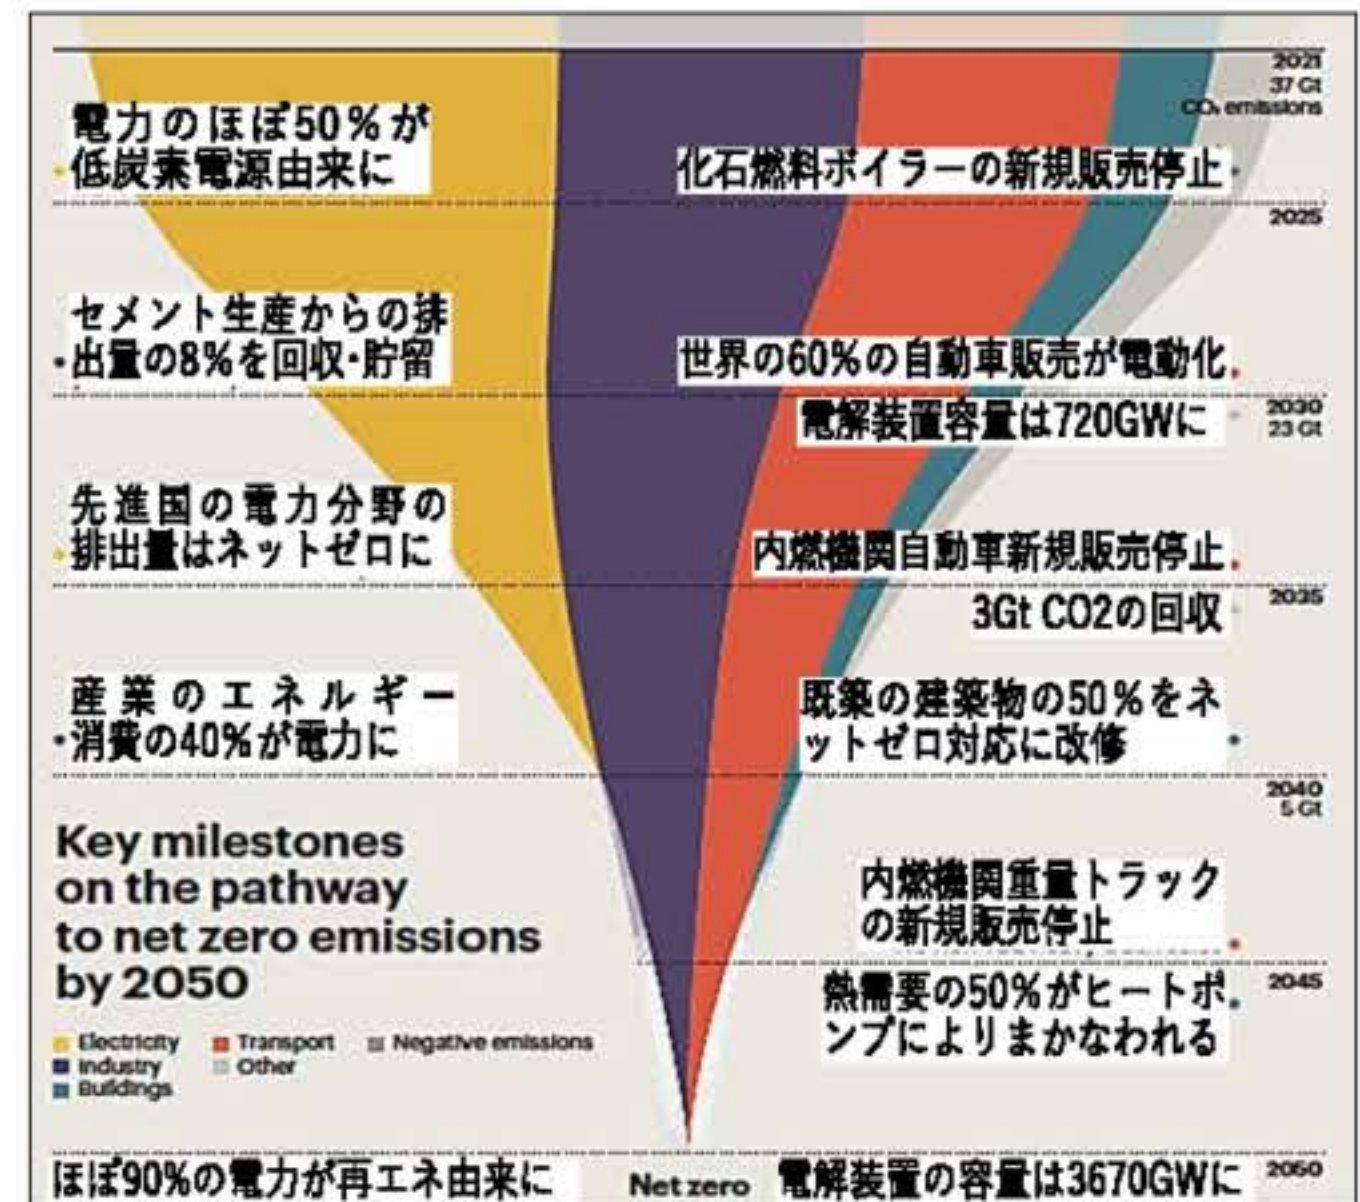 2021
37 Gt
CO₂ emissions
電力のほぼ50%が
低炭素電源由来に
化石燃料ボイラーの新規販売停止
2025
セメント生産からの排
出量の8%を回収・貯留
世界の60%の自動車販売が電動化
2030
23 Gt
電解装置容量は720GWに
先進国の電力分野の
排出量はネットゼロに
内燃機関自動車新規販売停止
2035
3Gt CO2の回収
産業のエネルギー
消費の40%が電力に
既築の建築物の50%をネ
ットゼロ対応に改修
2040
5 Gt
Key milestones
on the pathway
to net zero emissions
by 2050
内燃機関重量トラック
の新規販売停止
2045
熱需要の50%がヒートポ
ンプによりまかなわれる
Electricity
Industry
Buildings
Transport
Other
Negative emissions
ほぼ90%の電力が再エネ由来に
Net zero
電解装置の容量は3670GWに
2050